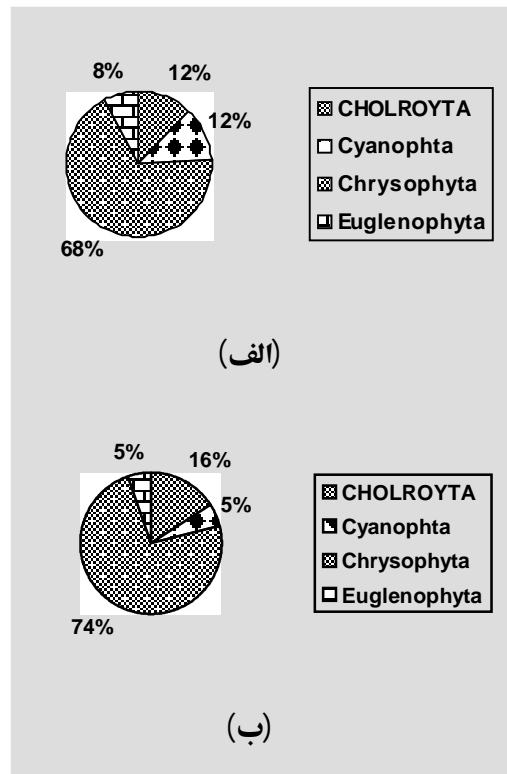 8% 12%
12%
68%
CHOLROYTA
Cyanophta
Chrysophyta
Euglenophyta
(الف)
5% 16%
5%
74%
CHOLROYTA
Cyanophta
Chrysophyta
Euglenophyta
(ب)